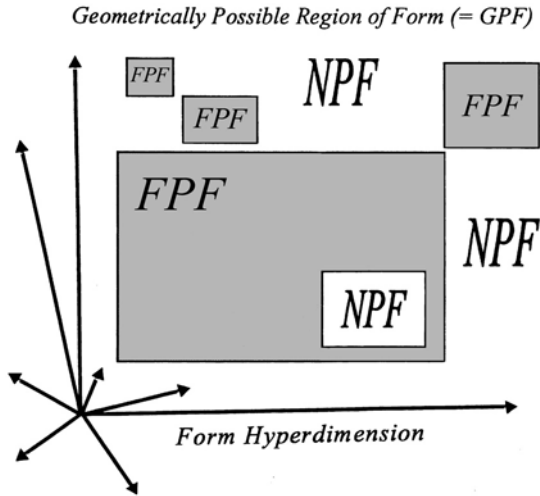 Geometrically Possible Region of Form (= GPF)
FPF
NPF
FPF
FPF
FPF
NPF
NPF
Form Hyperdimension